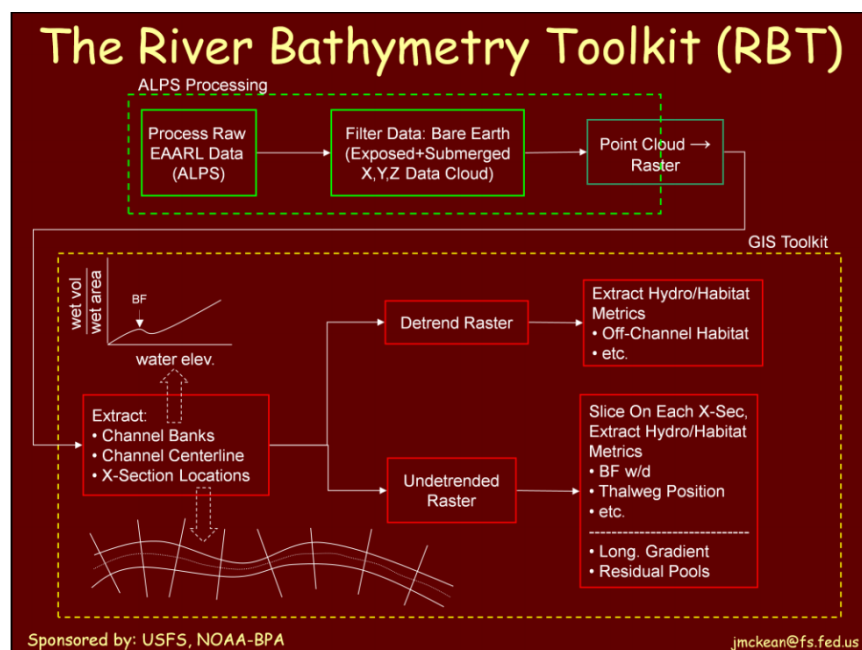 The River Bathymetry Toolkit (RBT)
ALPS Processing
Process Raw
EAARL Data
(ALPS)
Filter Data: Bare Earth
(Exposed+Submerged
X,Y,Z Data Cloud)
Point Cloud →
Raster
GIS Toolkit
wet vol
wet area
BF
water elev.
Extract:
• Channel Banks
• Channel Centerline
• X-Section Locations
Detrend Raster
Extract Hydro/Habitat
Metrics
• Off-Channel Habitat
• etc.
Undetrended
Raster
Slice On Each X-Sec,
Extract Hydro/Habitat
Metrics
• BF w/d
• Thalweg Position
• etc.
• Long. Gradient
• Residual Pools
Sponsored by: USFS, NOAA-BPA
jmckean@fs.fed.us